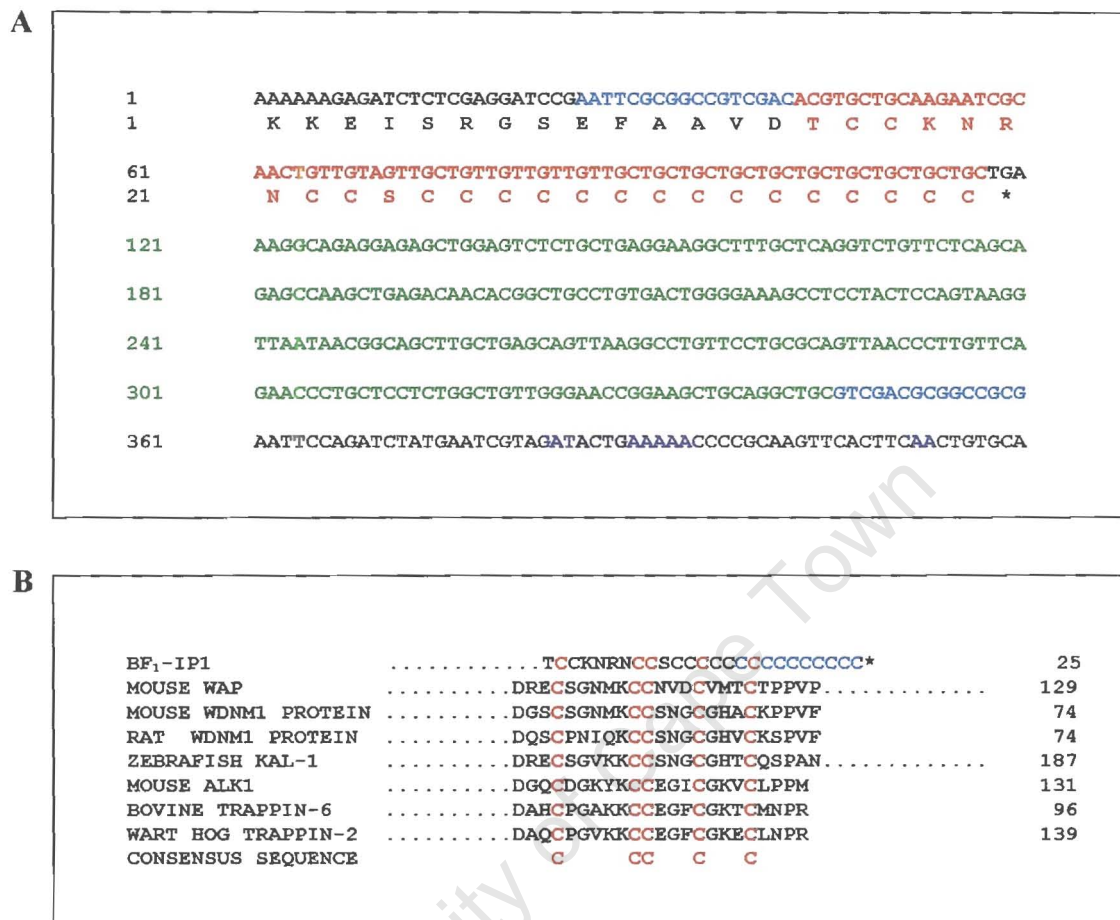 A
1 AAAAAAGAGATCTCTCGAGGATCCGAATTCGCGGCCGTCGACACGTGCTGCAAGAATCGC
1 K K E I S R G S E F A A V D T C C K N R
61 AACTGTTGTAGTTGCTGTTGTTGTTGTTGCTGCTGCTGCTGCTGCTGCTGCTGCTGCTGA
21 N C C S C C C C C C C C C C C C C C C *
121 AAGGCAGAGGAGAGCTGGAGTCTCTGCTGAGGAAGGCTTTGCTCAGGTCTGTTCTCAGCA
181 GAGCCAAGCTGAGACAACACGGCTGCCTGTGACTGGGGAAAGCCTCCTACTCCAGTAAGG
241 TTAATAACGGCAGCTTGCTGAGCAGTTAAGGCCTGTTCCTGCGCAGTTAACCCTTGTTCA
301 GAACCCTGCTCCTCTGGCTGTTGGGAACCGGAAGCTGCAGGCTGCGTCGACGCGGCCGCG
361 AATTCCAGATCTATGAATCGTAGATACTGAAAAACCCCGCAAGTTCACTTCAACTGTGCA
B
BF₁-IP1 .............TCCKNRNCCSCCCCCCCCCCCCCCC* 25
MOUSE WAP ..........DRECSGNMKCCNVDCVMTCTPPVP............. 129
MOUSE WDNM1 PROTEIN ..........DGSCSGNMKCCSNGCGHACKPPVF 74
RAT WDNM1 PROTEIN ..........DQSCPNIQKCCSNGCGHVCKSPVF 74
ZEBRAFISH KAL-1 ..........DRECSGVKKCCSNGCGHTCQSPAN............. 187
MOUSE ALK1 ..........DGQCDGKYKCCEGICGKVCLPPM 131
BOVINE TRAPPIN-6 ..........DAHCPGAKKCCEGFCGKTCMNPR 96
WART HOG TRAPPIN-2 ..........DAQCPGVKKCCEGFCGKECLNPR 139
CONSENSUS SEQUENCE C CC C C